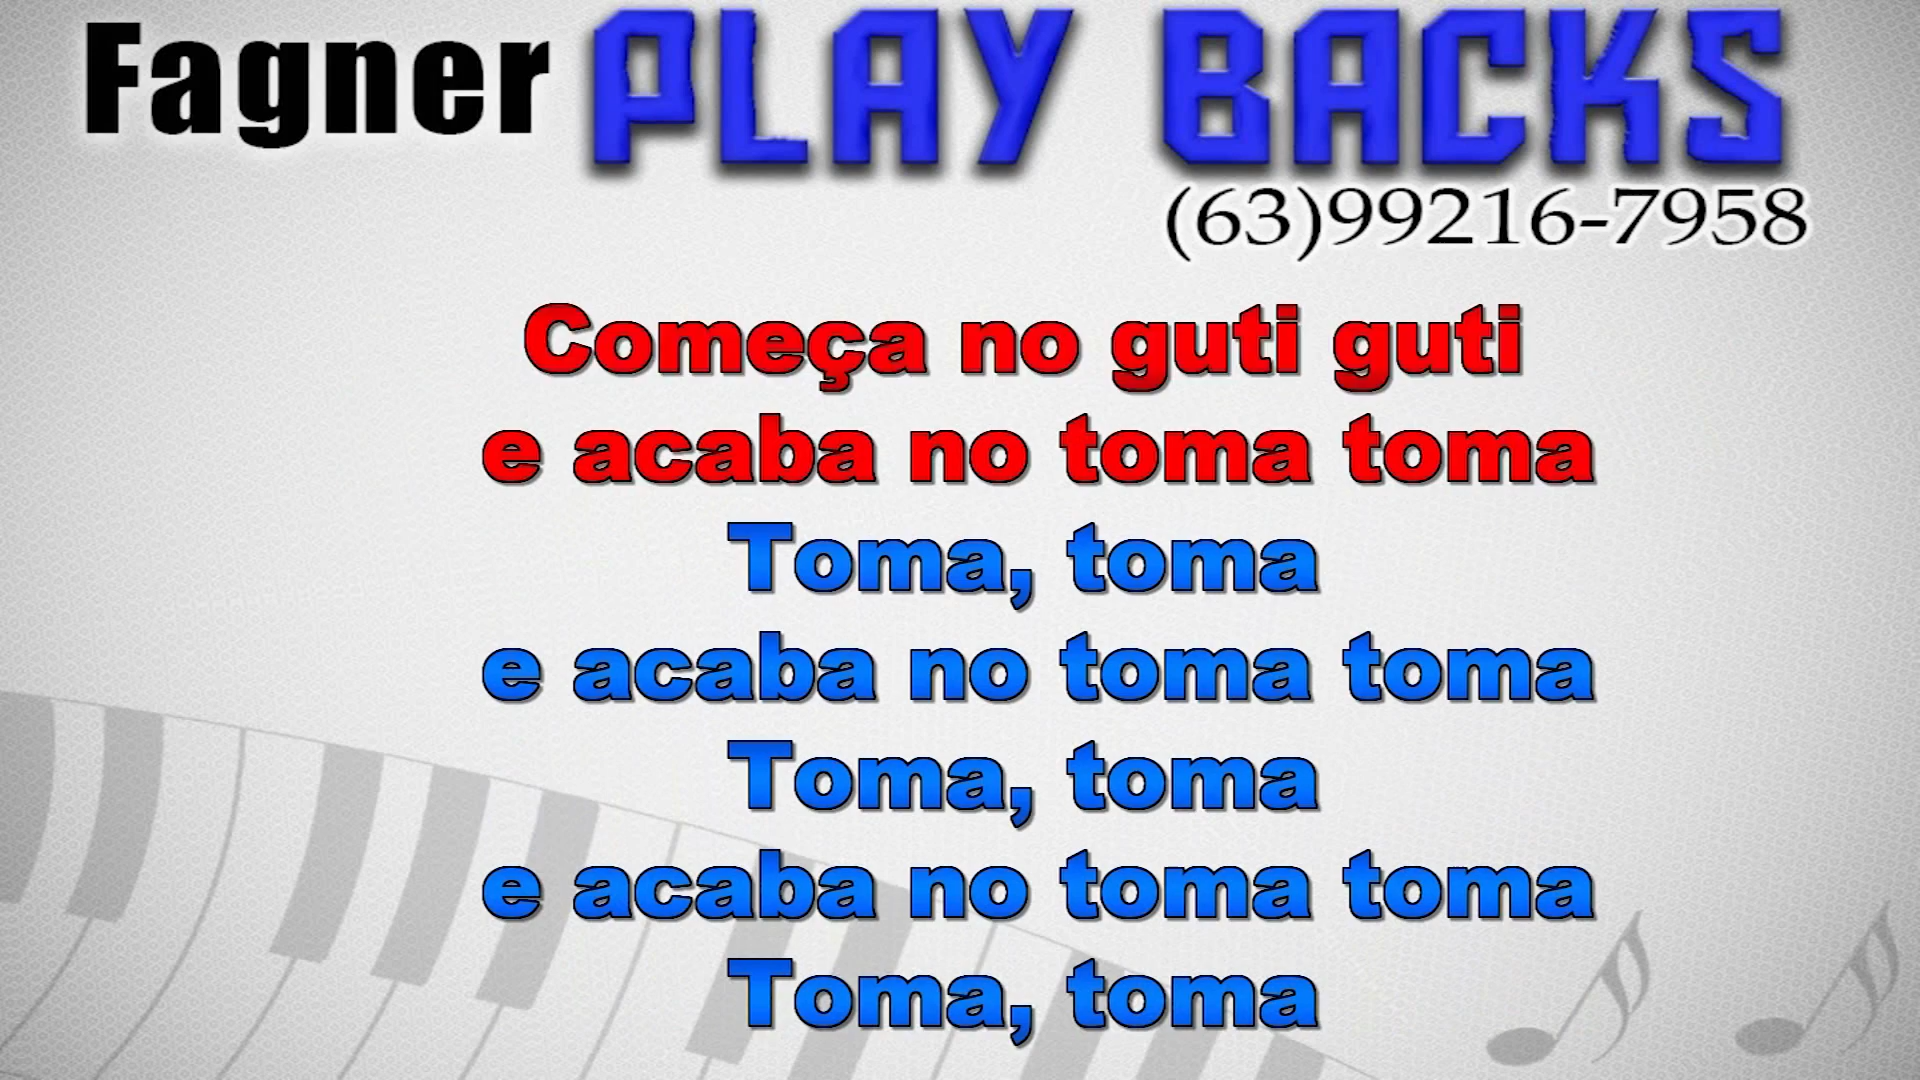 Fagner PLAY BACKS
(63)99216-7958
Começa no guti guti
e acaba no toma toma
Toma, toma
e acaba no toma toma
Toma, toma
e acaba no toma toma
Toma, toma